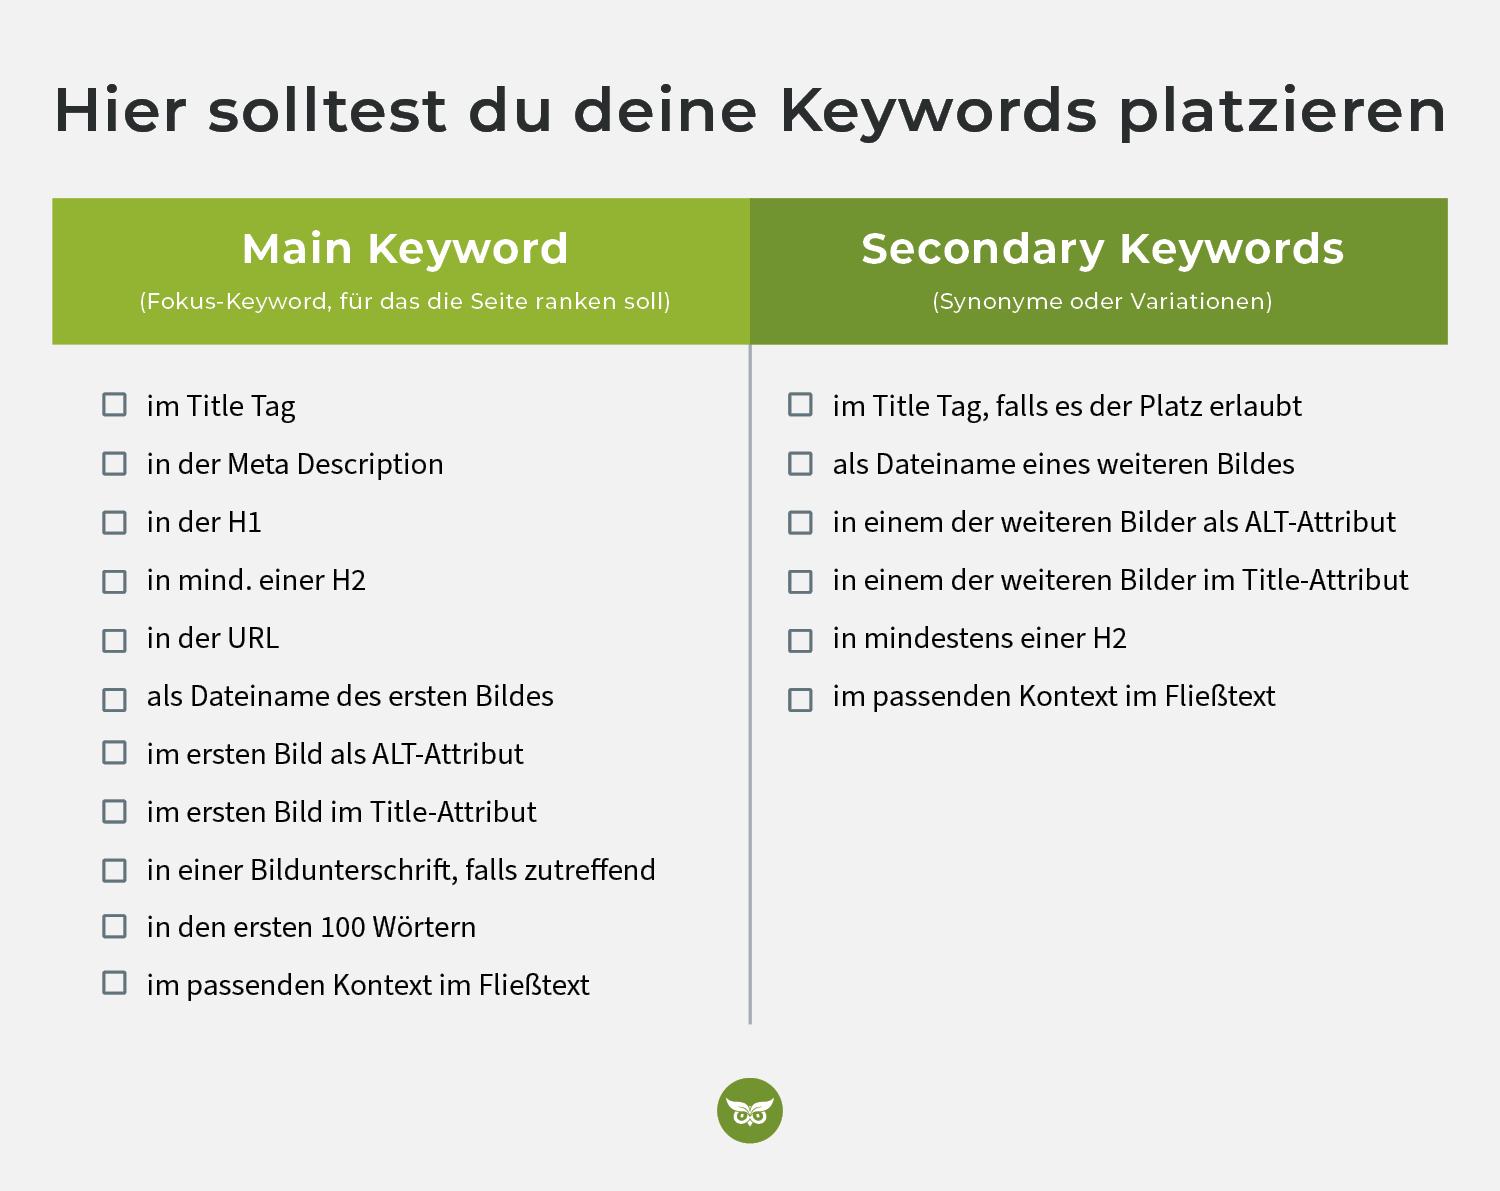 Hier solltest du deine Keywords platzieren
Main Keyword
(Fokus-Keyword, für das die Seite ranken soll)
im Title Tag
in der Meta Description
in der H1
in mind. einer H2
in der URL
als Dateiname des ersten Bildes
im ersten Bild als ALT-Attribut
im ersten Bild im Title-Attribut
in einer Bildunterschrift, falls zutreffend
in den ersten 100 Wörtern
im passenden Kontext im Fließtext
Secondary Keywords
(Synonyme oder Variationen)
im Title Tag, falls es der Platz erlaubt
als Dateiname eines weiteren Bildes
in einem der weiteren Bilder als ALT-Attribut
in einem der weiteren Bilder im Title-Attribut
in mindestens einer H2
im passenden Kontext im Fließtext